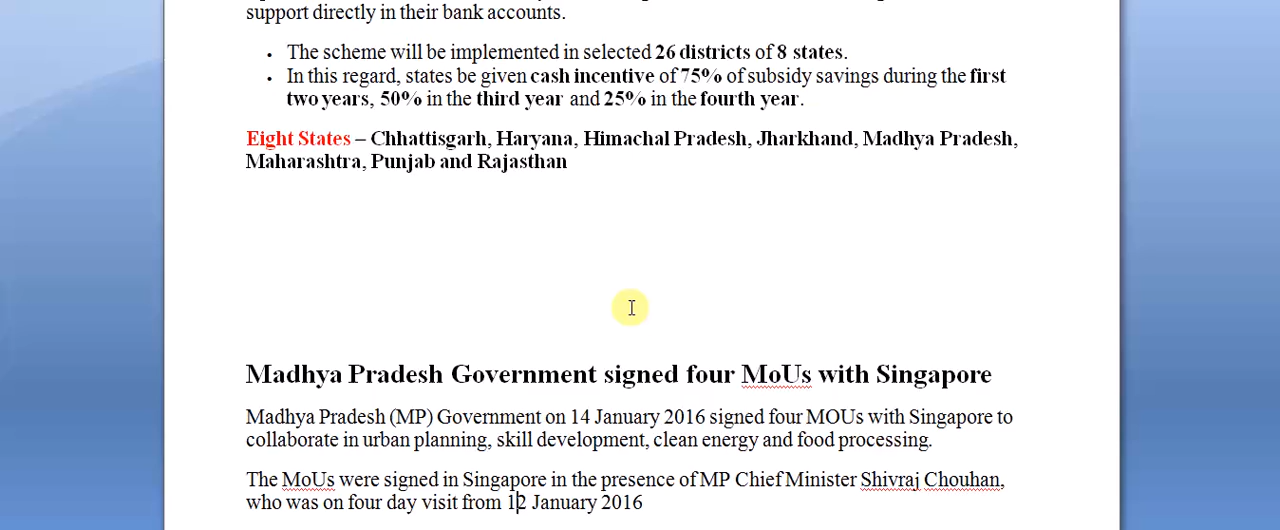 support directly in their bank accounts.
• The scheme will be implemented in selected 26 districts of 8 states.
• In this regard, states be given cash incentive of 75% of subsidy savings during the first
two years, 50% in the third year and 25% in the fourth year.
Eight States – Chhattisgarh, Haryana, Himachal Pradesh, Jharkhand, Madhya Pradesh,
Maharashtra, Punjab and Rajasthan
Madhya Pradesh Government signed four MoUs with Singapore
Madhya Pradesh (MP) Government on 14 January 2016 signed four MOUs with Singapore to
collaborate in urban planning, skill development, clean energy and food processing.
The MoUs were signed in Singapore in the presence of MP Chief Minister Shivraj Chouhan,
who was on four day visit from 12 January 2016